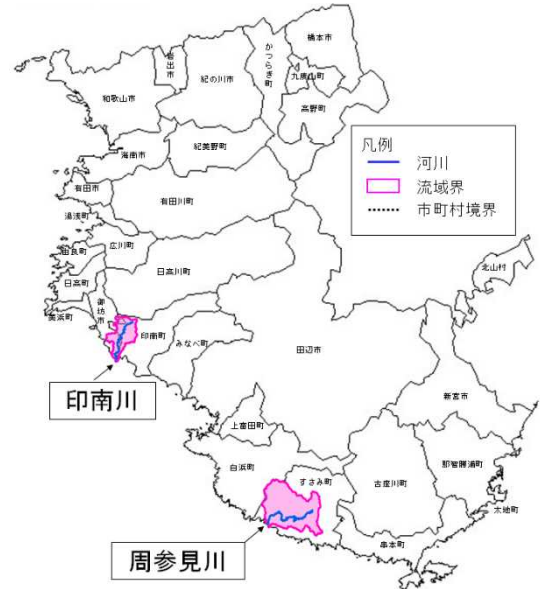 橋本市
かつらぎ町
岩出市
紀の川市
九度山町
和歌山市
高野町
海南市
紀美野町
凡例
河川
流域界
市町村境界
有田市
有田川町
湯浅町
広川町
由良町
日高川町
北山村
日高町
御坊市
美浜町
印南町
みなべ町
田辺市
印南川
新宮市
上富田町
白浜町
すさみ町
古座川町
那智勝浦町
太地町
串本町
周参見川